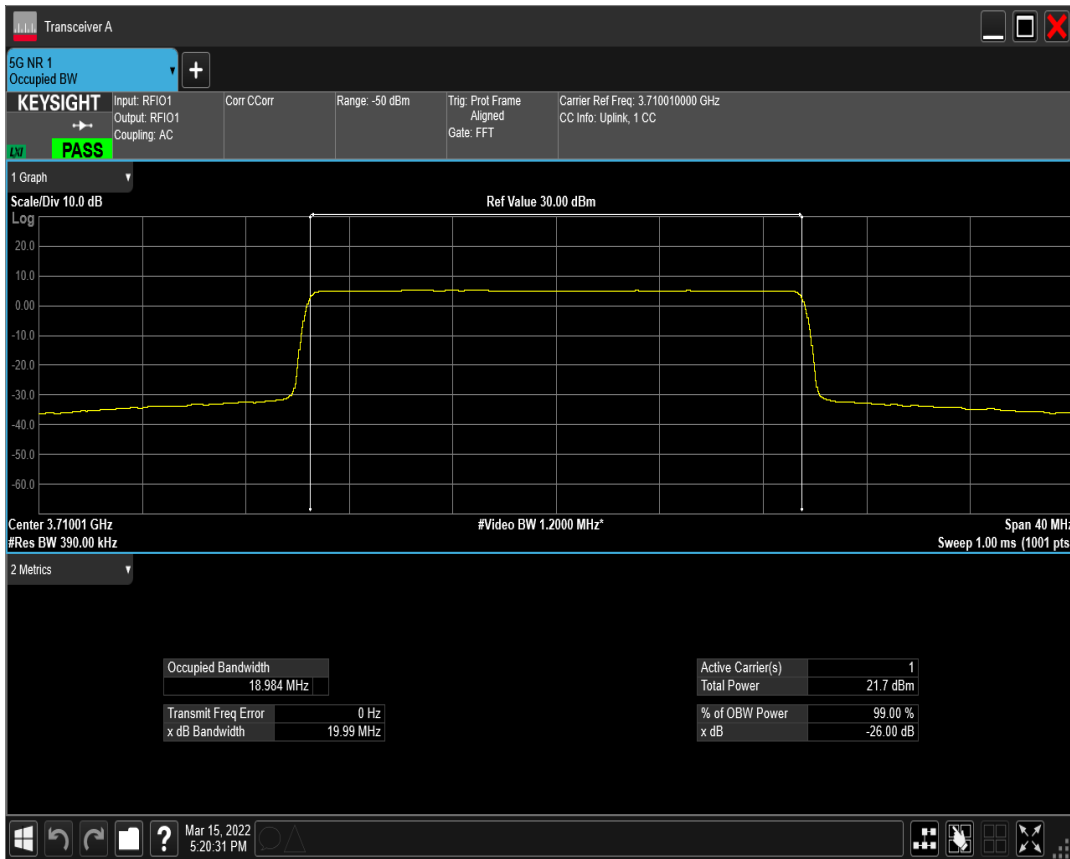 Transceiver A
5G NR 1
Occupied BW
KEYSIGHT
LXI
PASS
Input: RFIO1
Output: RFIO1
Coupling: AC
Corr CCorr
Range: -50 dBm
Trig: Prot Frame
Aligned
Gate: FFT
Carrier Ref Freq: 3.710010000 GHz
CC Info: Uplink, 1 CC
1 Graph
Scale/Div 10.0 dB
Ref Value 30.00 dBm
Log
20.0
10.0
0.00
-10.0
-20.0
-30.0
-40.0
-50.0
-60.0
Center 3.71001 GHz
#Video BW 1.2000 MHz*
Span 40 MHz
#Res BW 390.00 kHz
Sweep 1.00 ms (1001 pts
2 Metrics
Occupied Bandwidth
18.984 MHz
Transmit Freq Error 0 Hz
x dB Bandwidth 19.99 MHz
Active Carrier(s) 1
Total Power 21.7 dBm
% of OBW Power 99.00 %
x dB -26.00 dB
?
Mar 15, 2022
5:20:31 PM